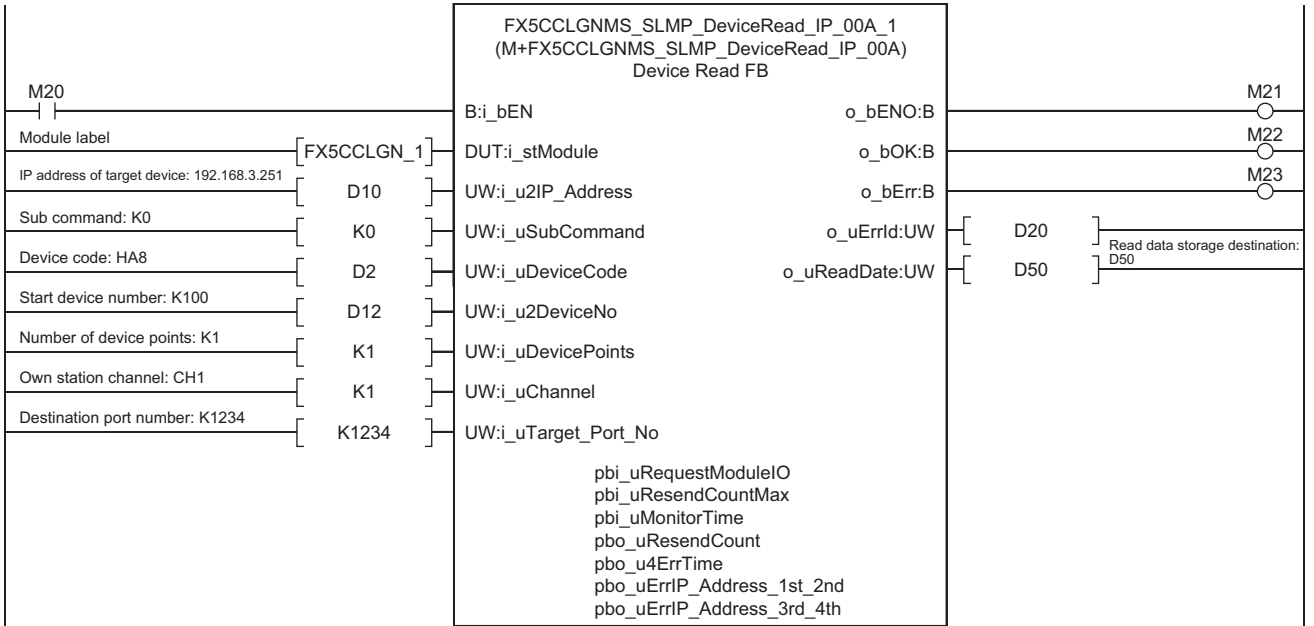 FX5CCLGNMS_SLMP_DeviceRead_IP_00A_1
(M+FX5CCLGNMS_SLMP_DeviceRead_IP_00A)
Device Read FB
M20
B:i_bEN
o_bENO:B
M21
Module label
FX5CCLGN_1
DUT:i_stModule
o_bOK:B
M22
IP address of target device: 192.168.3.251
D10
UW:i_u2IP_Address
o_bErr:B
M23
Sub command: K0
K0
UW:i_uSubCommand
o_uErrId:UW
D20
Device code: HA8
D2
UW:i_uDeviceCode
o_uReadDate:UW
D50
Read data storage destination:
D50
Start device number: K100
D12
UW:i_u2DeviceNo
Number of device points: K1
K1
UW:i_uDevicePoints
Own station channel: CH1
K1
UW:i_uChannel
Destination port number: K1234
K1234
UW:i_uTarget_Port_No
pbi_uRequestModuleIO
pbi_uResendCountMax
pbi_uMonitorTime
pbo_uResendCount
pbo_u4ErrTime
pbo_uErrIP_Address_1st_2nd
pbo_uErrIP_Address_3rd_4th